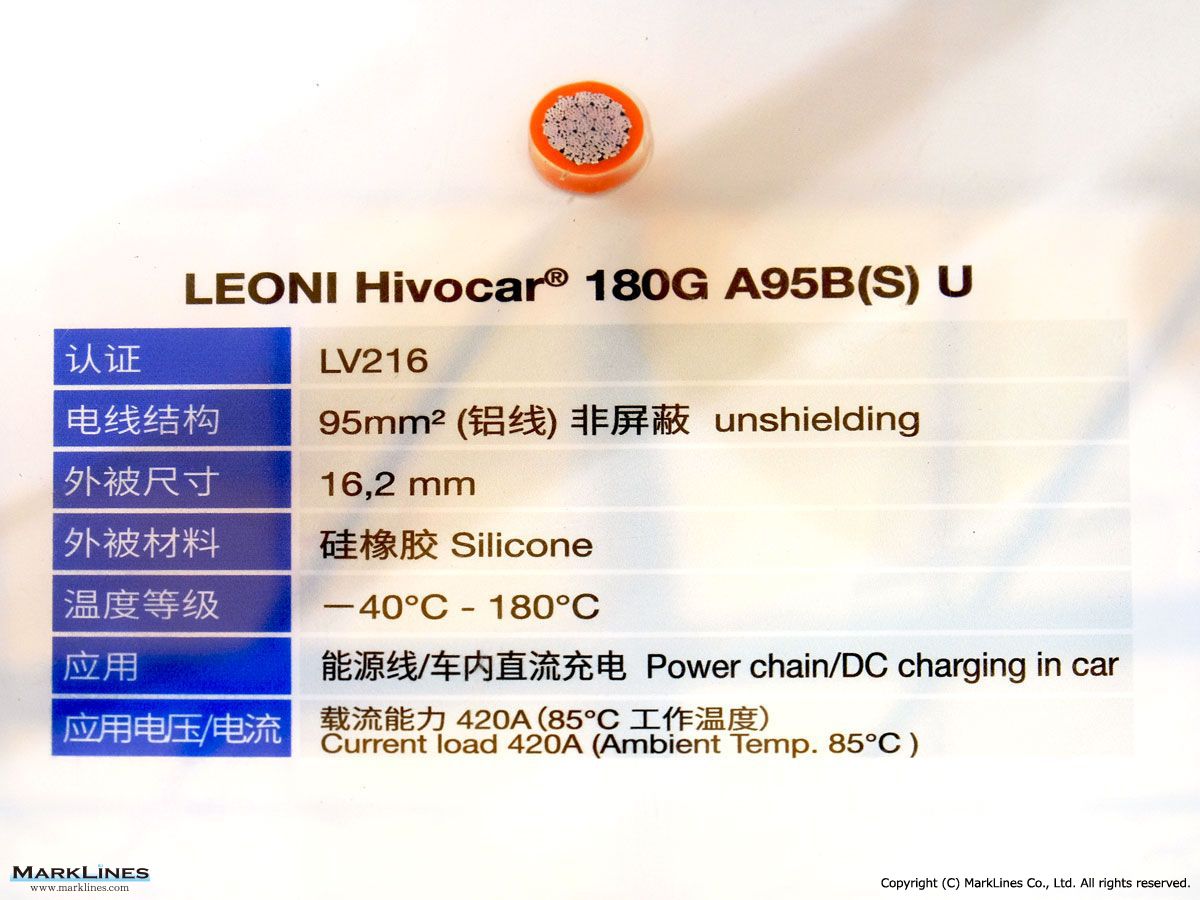 LEONI Hivocar® 180G A95B(S) U
认证 LV216
电线结构 95mm² (铝线) 非屏蔽 unshielding
外被尺寸 16,2 mm
外被材料 硅橡胶 Silicone
温度等级 —40°C - 180°C
应用 能源线/车内直流充电 Power chain/DC charging in car
应用电压/电流 载流能力 420A (85°C 工作温度)
Current load 420A (Ambient Temp. 85°C )
MARKLINES
www.marklines.com
Copyright (C) MarkLines Co., Ltd. All rights reserved.